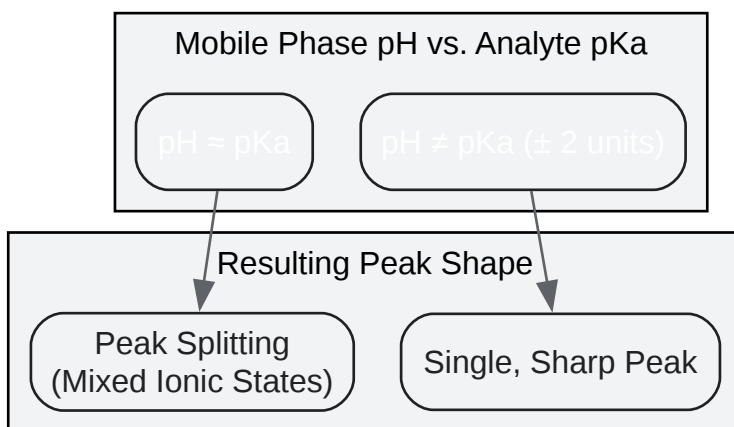 Mobile Phase pH vs. Analyte pKa
pH ≈ pKa
pH ≠ pKa (± 2 units)
Resulting Peak Shape
Peak Splitting
(Mixed Ionic States)
Single, Sharp Peak